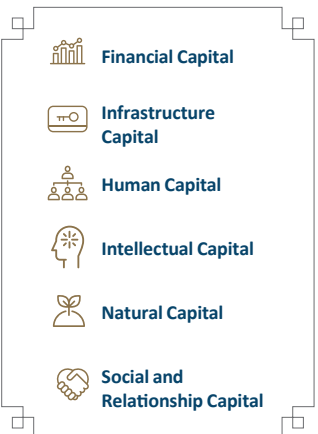 Financial Capital
Infrastructure
Capital
Human Capital
Intellectual Capital
Natural Capital
Social and
Relationship Capital